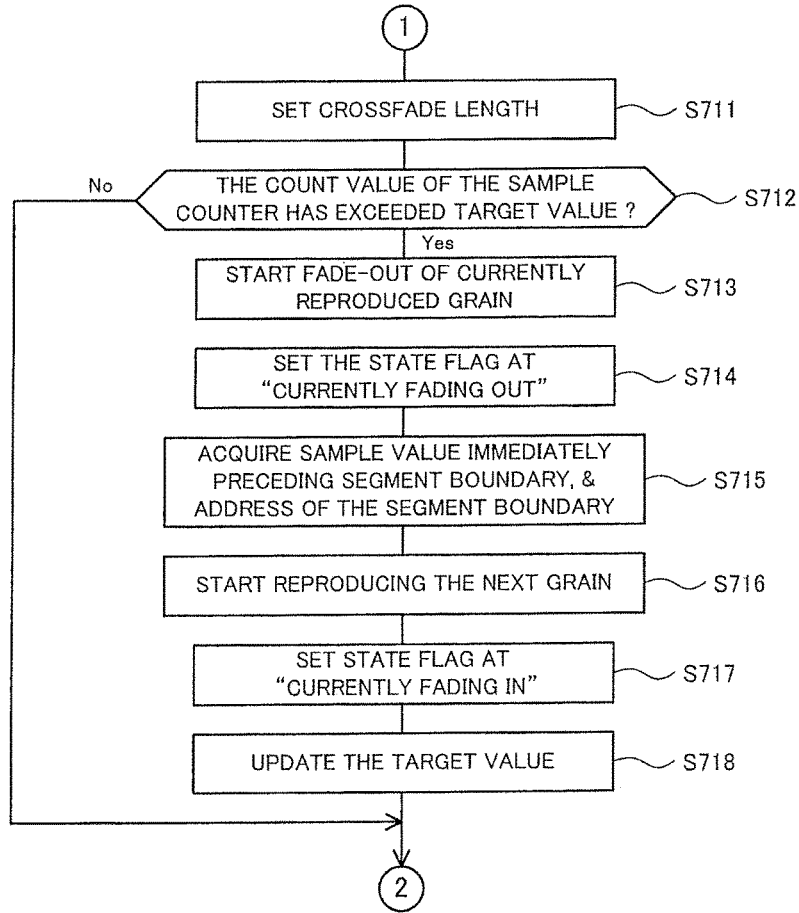 1
SET CROSSFADE LENGTH
S711
No
THE COUNT VALUE OF THE SAMPLE
COUNTER HAS EXCEEDED TARGET VALUE ?
S712
Yes
START FADE-OUT OF CURRENTLY
REPRODUCED GRAIN
S713
SET THE STATE FLAG AT
“CURRENTLY FADING OUT”
S714
ACQUIRE SAMPLE VALUE IMMEDIATELY
PRECEDING SEGMENT BOUNDARY, &
ADDRESS OF THE SEGMENT BOUNDARY
S715
START REPRODUCING THE NEXT GRAIN
S716
SET STATE FLAG AT
“CURRENTLY FADING IN”
S717
UPDATE THE TARGET VALUE
S718
2